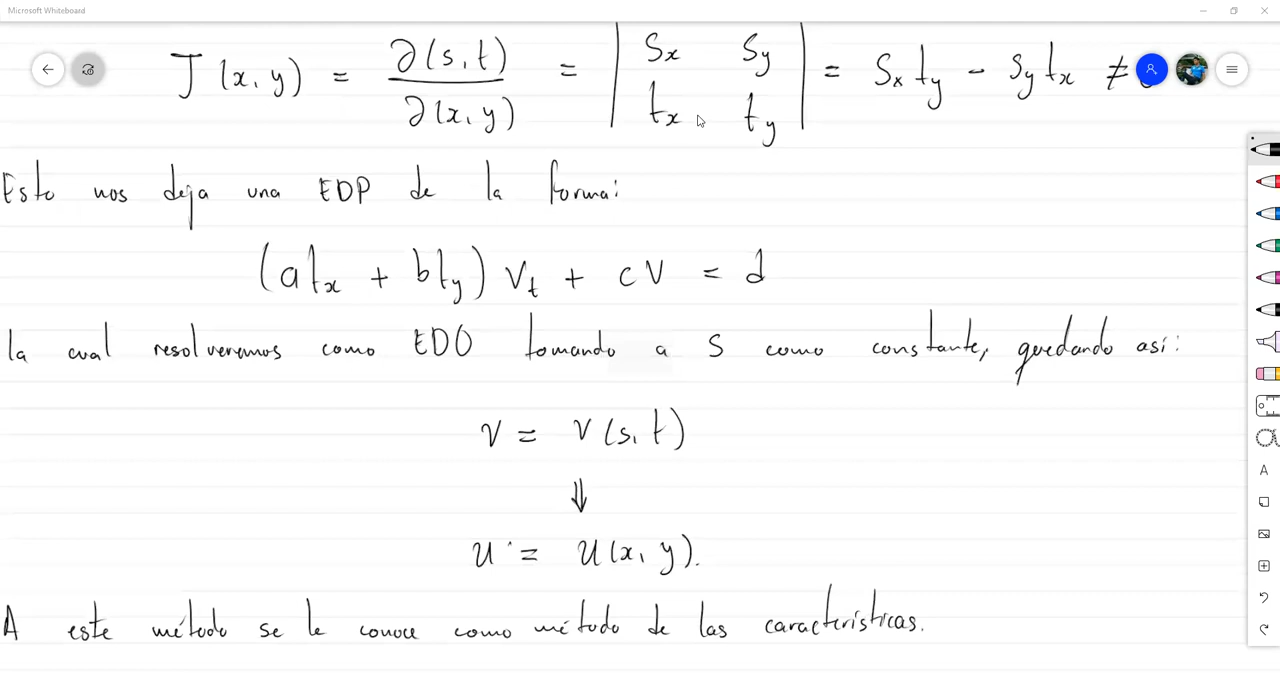 Microsoft Whiteboard
J(x, y) = ∂(s, t) / ∂(x, y) = | Sx Sy ; tx ty | = Sx ty - Sy tx ≠
Esto nos deja una EDP de la forma:
(atx + bty) Vt + cV = d
la cual resolveremos como EDO tomando a S como constante, quedando así:
V = V(s, t)
⇓
u = u(x, y).
A este método se le conoce como método de las características.
A